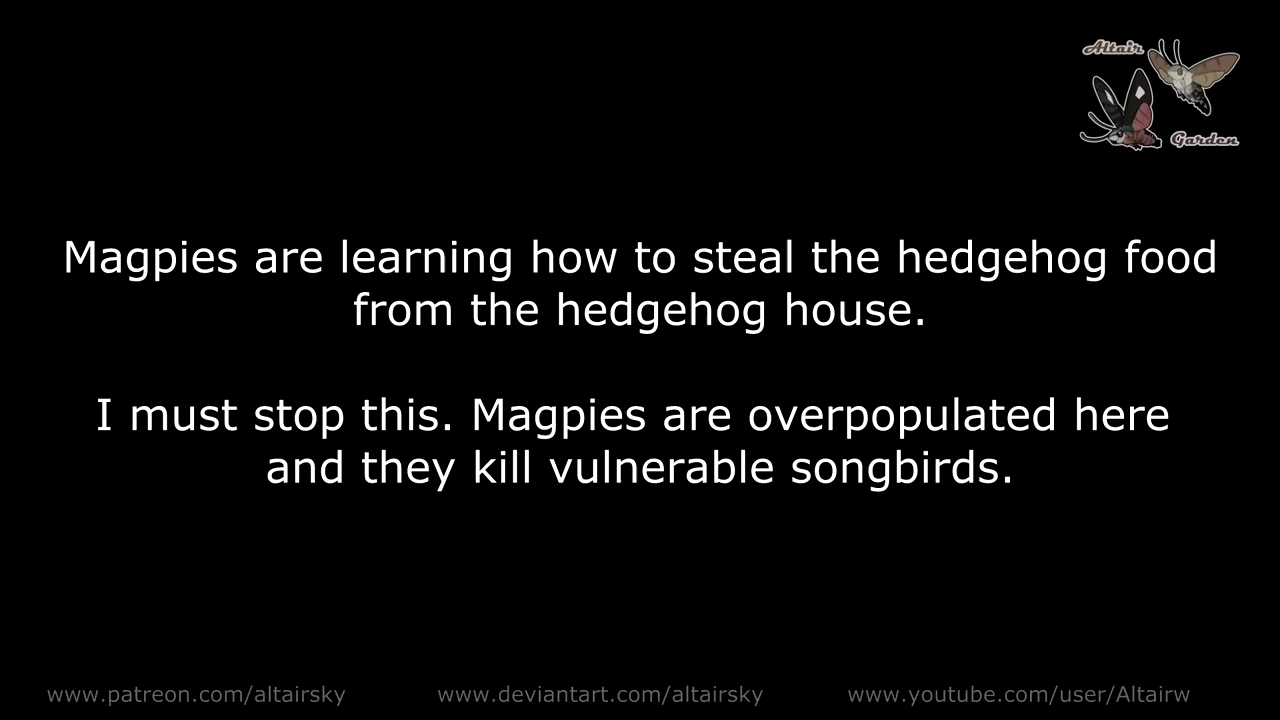 Altair
Garden
Magpies are learning how to steal the hedgehog food
from the hedgehog house.
I must stop this. Magpies are overpopulated here
and they kill vulnerable songbirds.
www.patreon.com/altairsky
www.deviantart.com/altairsky
www.youtube.com/user/Altairw